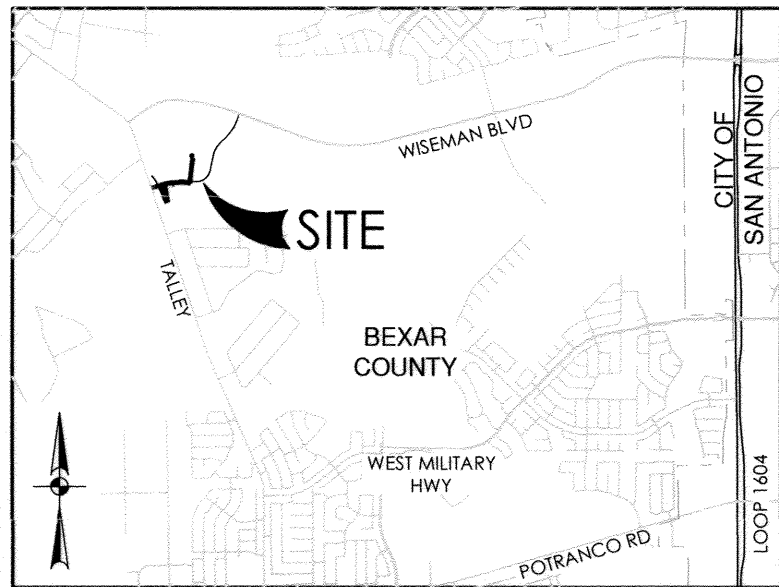 WISEMAN BLVD
CITY OF
SAN ANTONIO
SITE
TALLEY
BEXAR
COUNTY
WEST MILITARY
HWY
LOOP 1604
POTRANCO RD